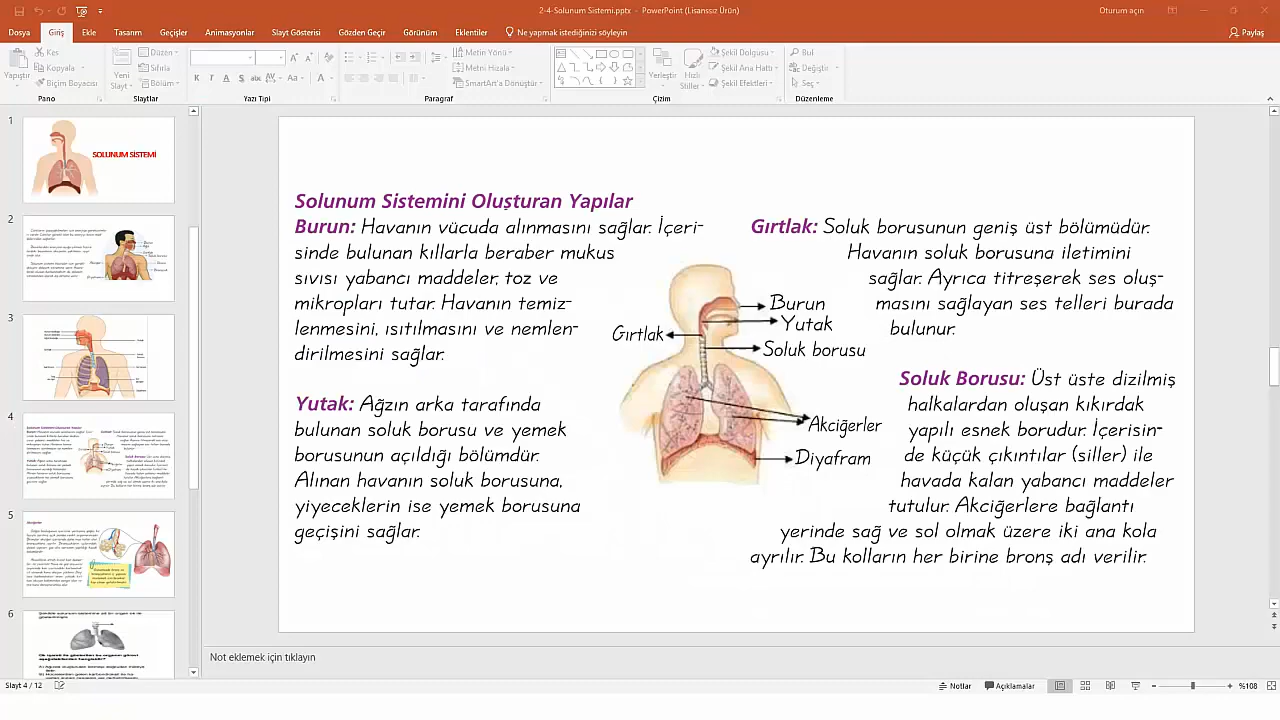 2-4-Solunum Sistemi.pptx - PowerPoint (Lisanssız Ürün)
Oturum açın
Dosya Giriş Ekle Tasarım Geçişler Animasyonlar Slayt Gösterisi Gözden Geçir Görünüm Eklentiler Ne yapmak istediğinizi söyleyin Paylaş
Yapıştır
Kes
Kopyala
Biçim Boyacısı
Pano
Yeni Slayt
Düzen
Sıfırla
Bölüm
Slaytlar
Yazı Tipi
Metin Yönü
Metni Hizala
SmartArt'a Dönüştür
Paragraf
Yerleştir
Hızlı Stiller
Şekil Dolgusu
Şekil Ana Hattı
Şekil Efektleri
Çizim
Bul
Değiştir
Seç
Düzenleme
1
SOLUNUM SİSTEMİ
2
3
4
5
6
Solunum Sistemini Oluşturan Yapılar
Burun: Havanın vücuda alınmasını sağlar. İçeri-
sinde bulunan kıllarla beraber mukus
sıvısı yabancı maddeler, toz ve
mikropları tutar. Havanın temiz-
lenmesini, ısıtılmasını ve nemlen-
dirilmesini sağlar.
Yutak: Ağzın arka tarafında
bulunan soluk borusu ve yemek
borusunun açıldığı bölümdür.
Alınan havanın soluk borusuna,
yiyeceklerin ise yemek borusuna
geçişini sağlar.
Burun
Yutak
Gırtlak
Soluk borusu
Akciğerler
Diyafram
Gırtlak: Soluk borusunun geniş üst bölümüdür.
Havanın soluk borusuna iletimini
sağlar. Ayrıca titreşerek ses oluş-
masını sağlayan ses telleri burada
bulunur.
Soluk Borusu: Üst üste dizilmiş
halkalardan oluşan kıkırdak
yapılı esnek borudur. İçerisin-
de küçük çıkıntılar (siller) ile
havada kalan yabancı maddeler
tutulur. Akciğerlere bağlantı
yerinde sağ ve sol olmak üzere iki ana kola
ayrılır. Bu kolların her birine bronş adı verilir.
Not eklemek için tıklayın
Slayt 4 / 12
Notlar
Açıklamalar
%108